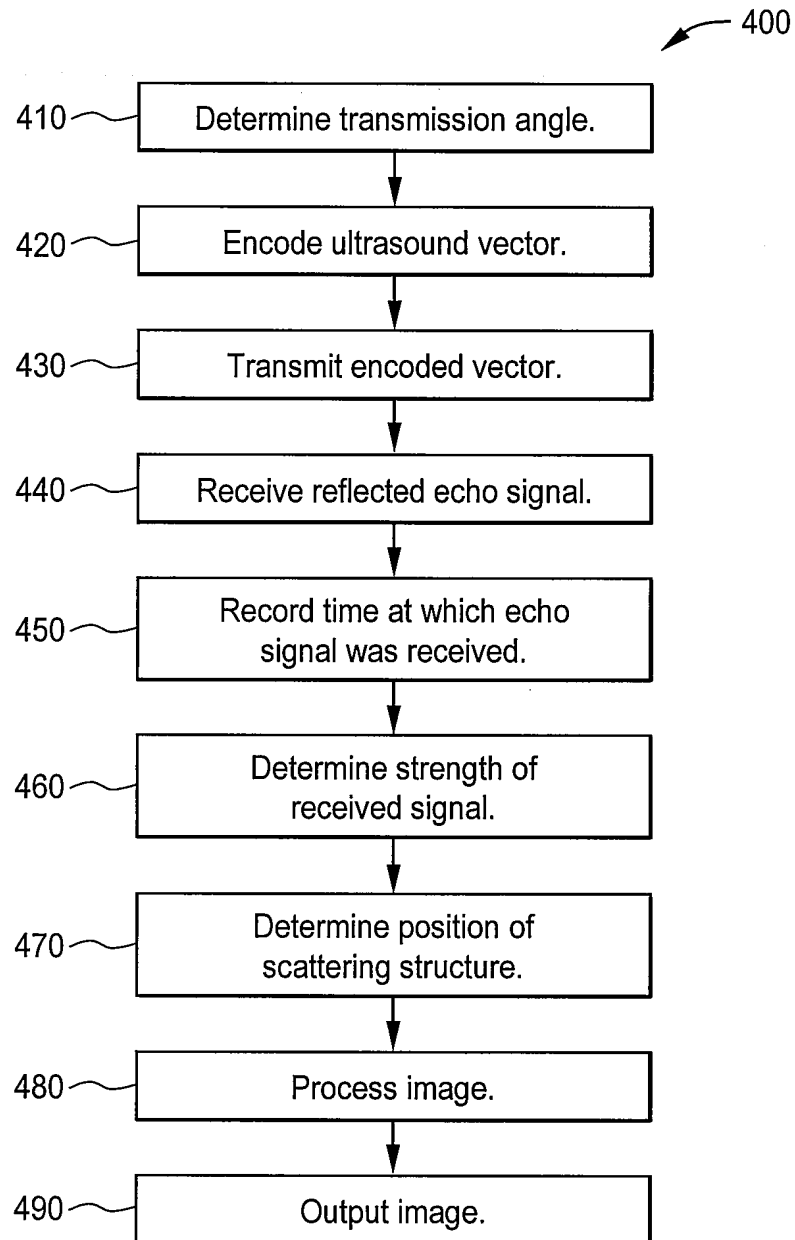 400
410 Determine transmission angle.
420 Encode ultrasound vector.
430 Transmit encoded vector.
440 Receive reflected echo signal.
450 Record time at which echo
signal was received.
460 Determine strength of
received signal.
470 Determine position of
scattering structure.
480 Process image.
490 Output image.